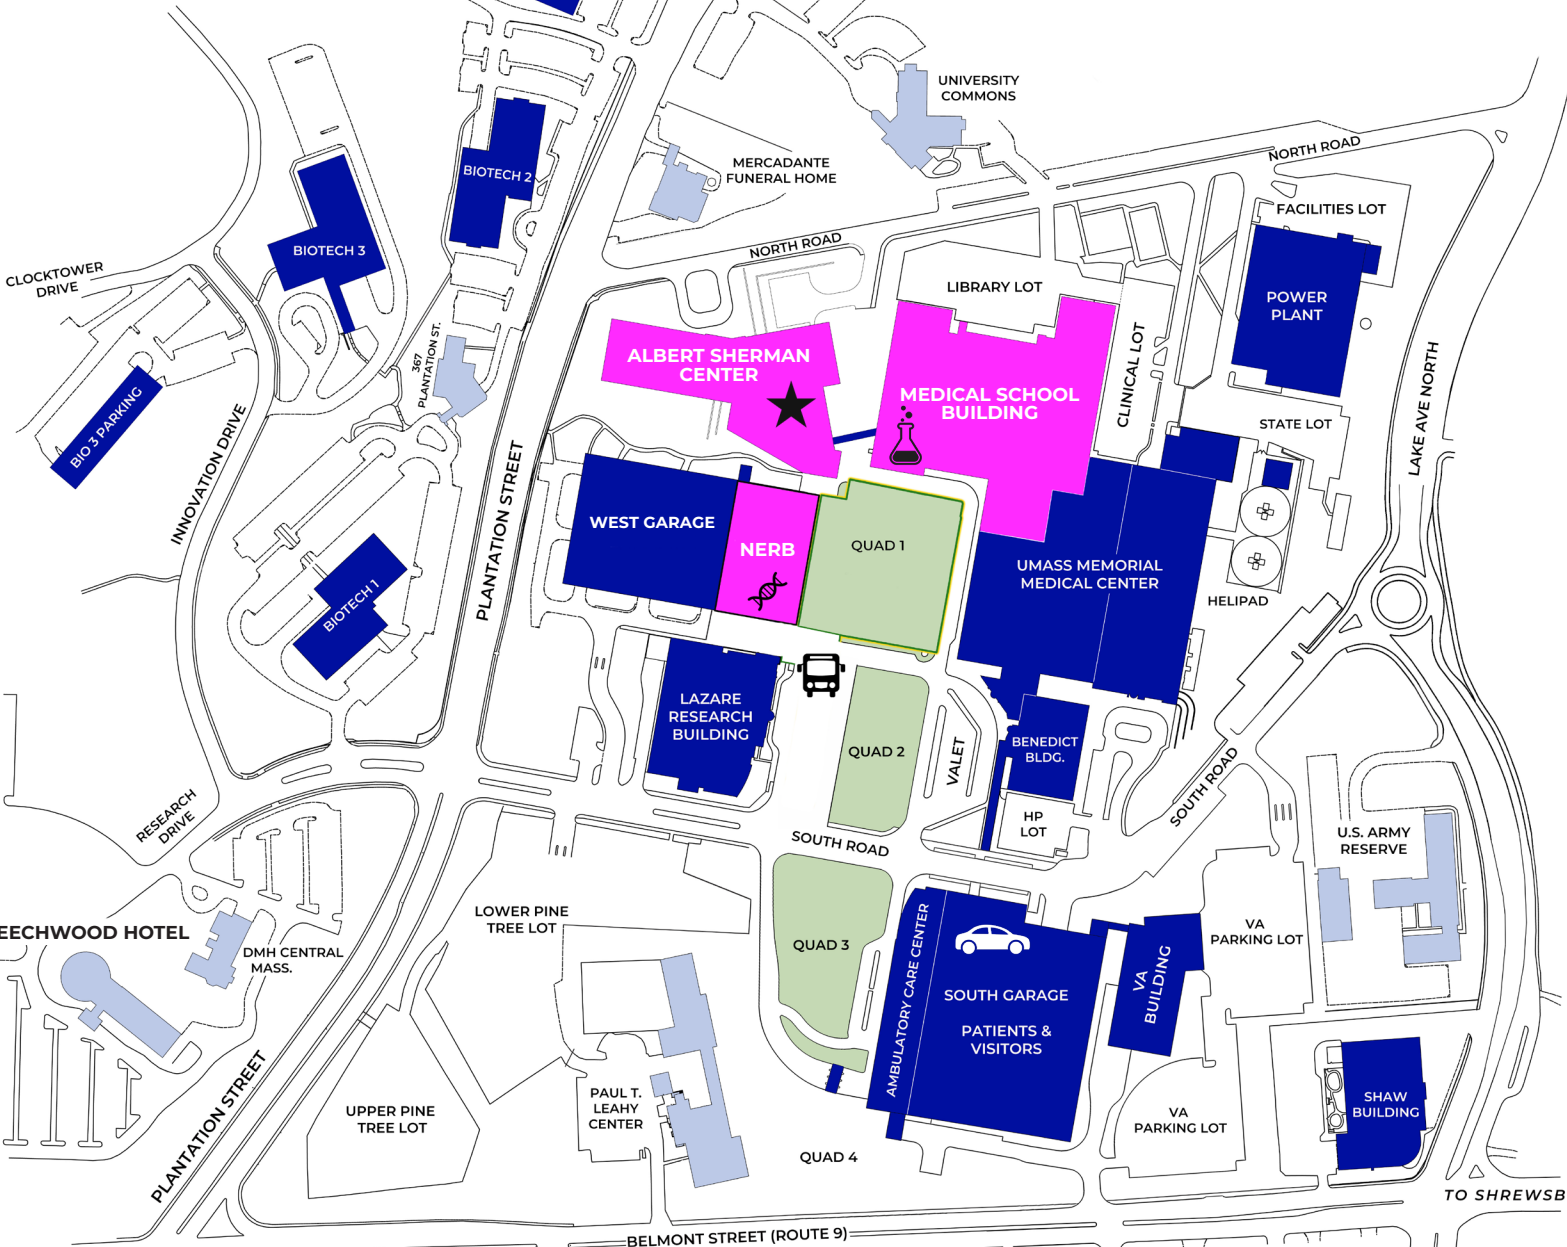 UNIVERSITY
COMMONS
NORTH ROAD
MERCADANTE
FUNERAL HOME
BIOTECH 2
FACILITIES LOT
BIOTECH 3
NORTH ROAD
CLOCKTOWER
DRIVE
LIBRARY LOT
POWER
PLANT
367
PLANTATION ST.
ALBERT SHERMAN
CENTER
CLINICAL LOT
MEDICAL SCHOOL
BUILDING
LAKE AVE NORTH
BIO 3 PARKING
STATE LOT
INNOVATION DRIVE
PLANTATION STREET
WEST GARAGE
NERB
QUAD 1
UMASS MEMORIAL
MEDICAL CENTER
HELIPAD
BIOTECH 1
LAZARE
RESEARCH
BUILDING
QUAD 2
VALET
BENEDICT
BLDG.
SOUTH ROAD
RESEARCH
DRIVE
HP
LOT
SOUTH ROAD
U.S. ARMY
RESERVE
LOWER PINE
TREE LOT
VA
PARKING LOT
EECHWOOD HOTEL
DMH CENTRAL
MASS.
QUAD 3
AMBULATORY CARE CENTER
SOUTH GARAGE
PATIENTS &
VISITORS
VA
BUILDING
PAUL T.
LEAHY
CENTER
UPPER PINE
TREE LOT
VA
PARKING LOT
SHAW
BUILDING
PLANTATION STREET
QUAD 4
TO SHREWSB
BELMONT STREET (ROUTE 9)